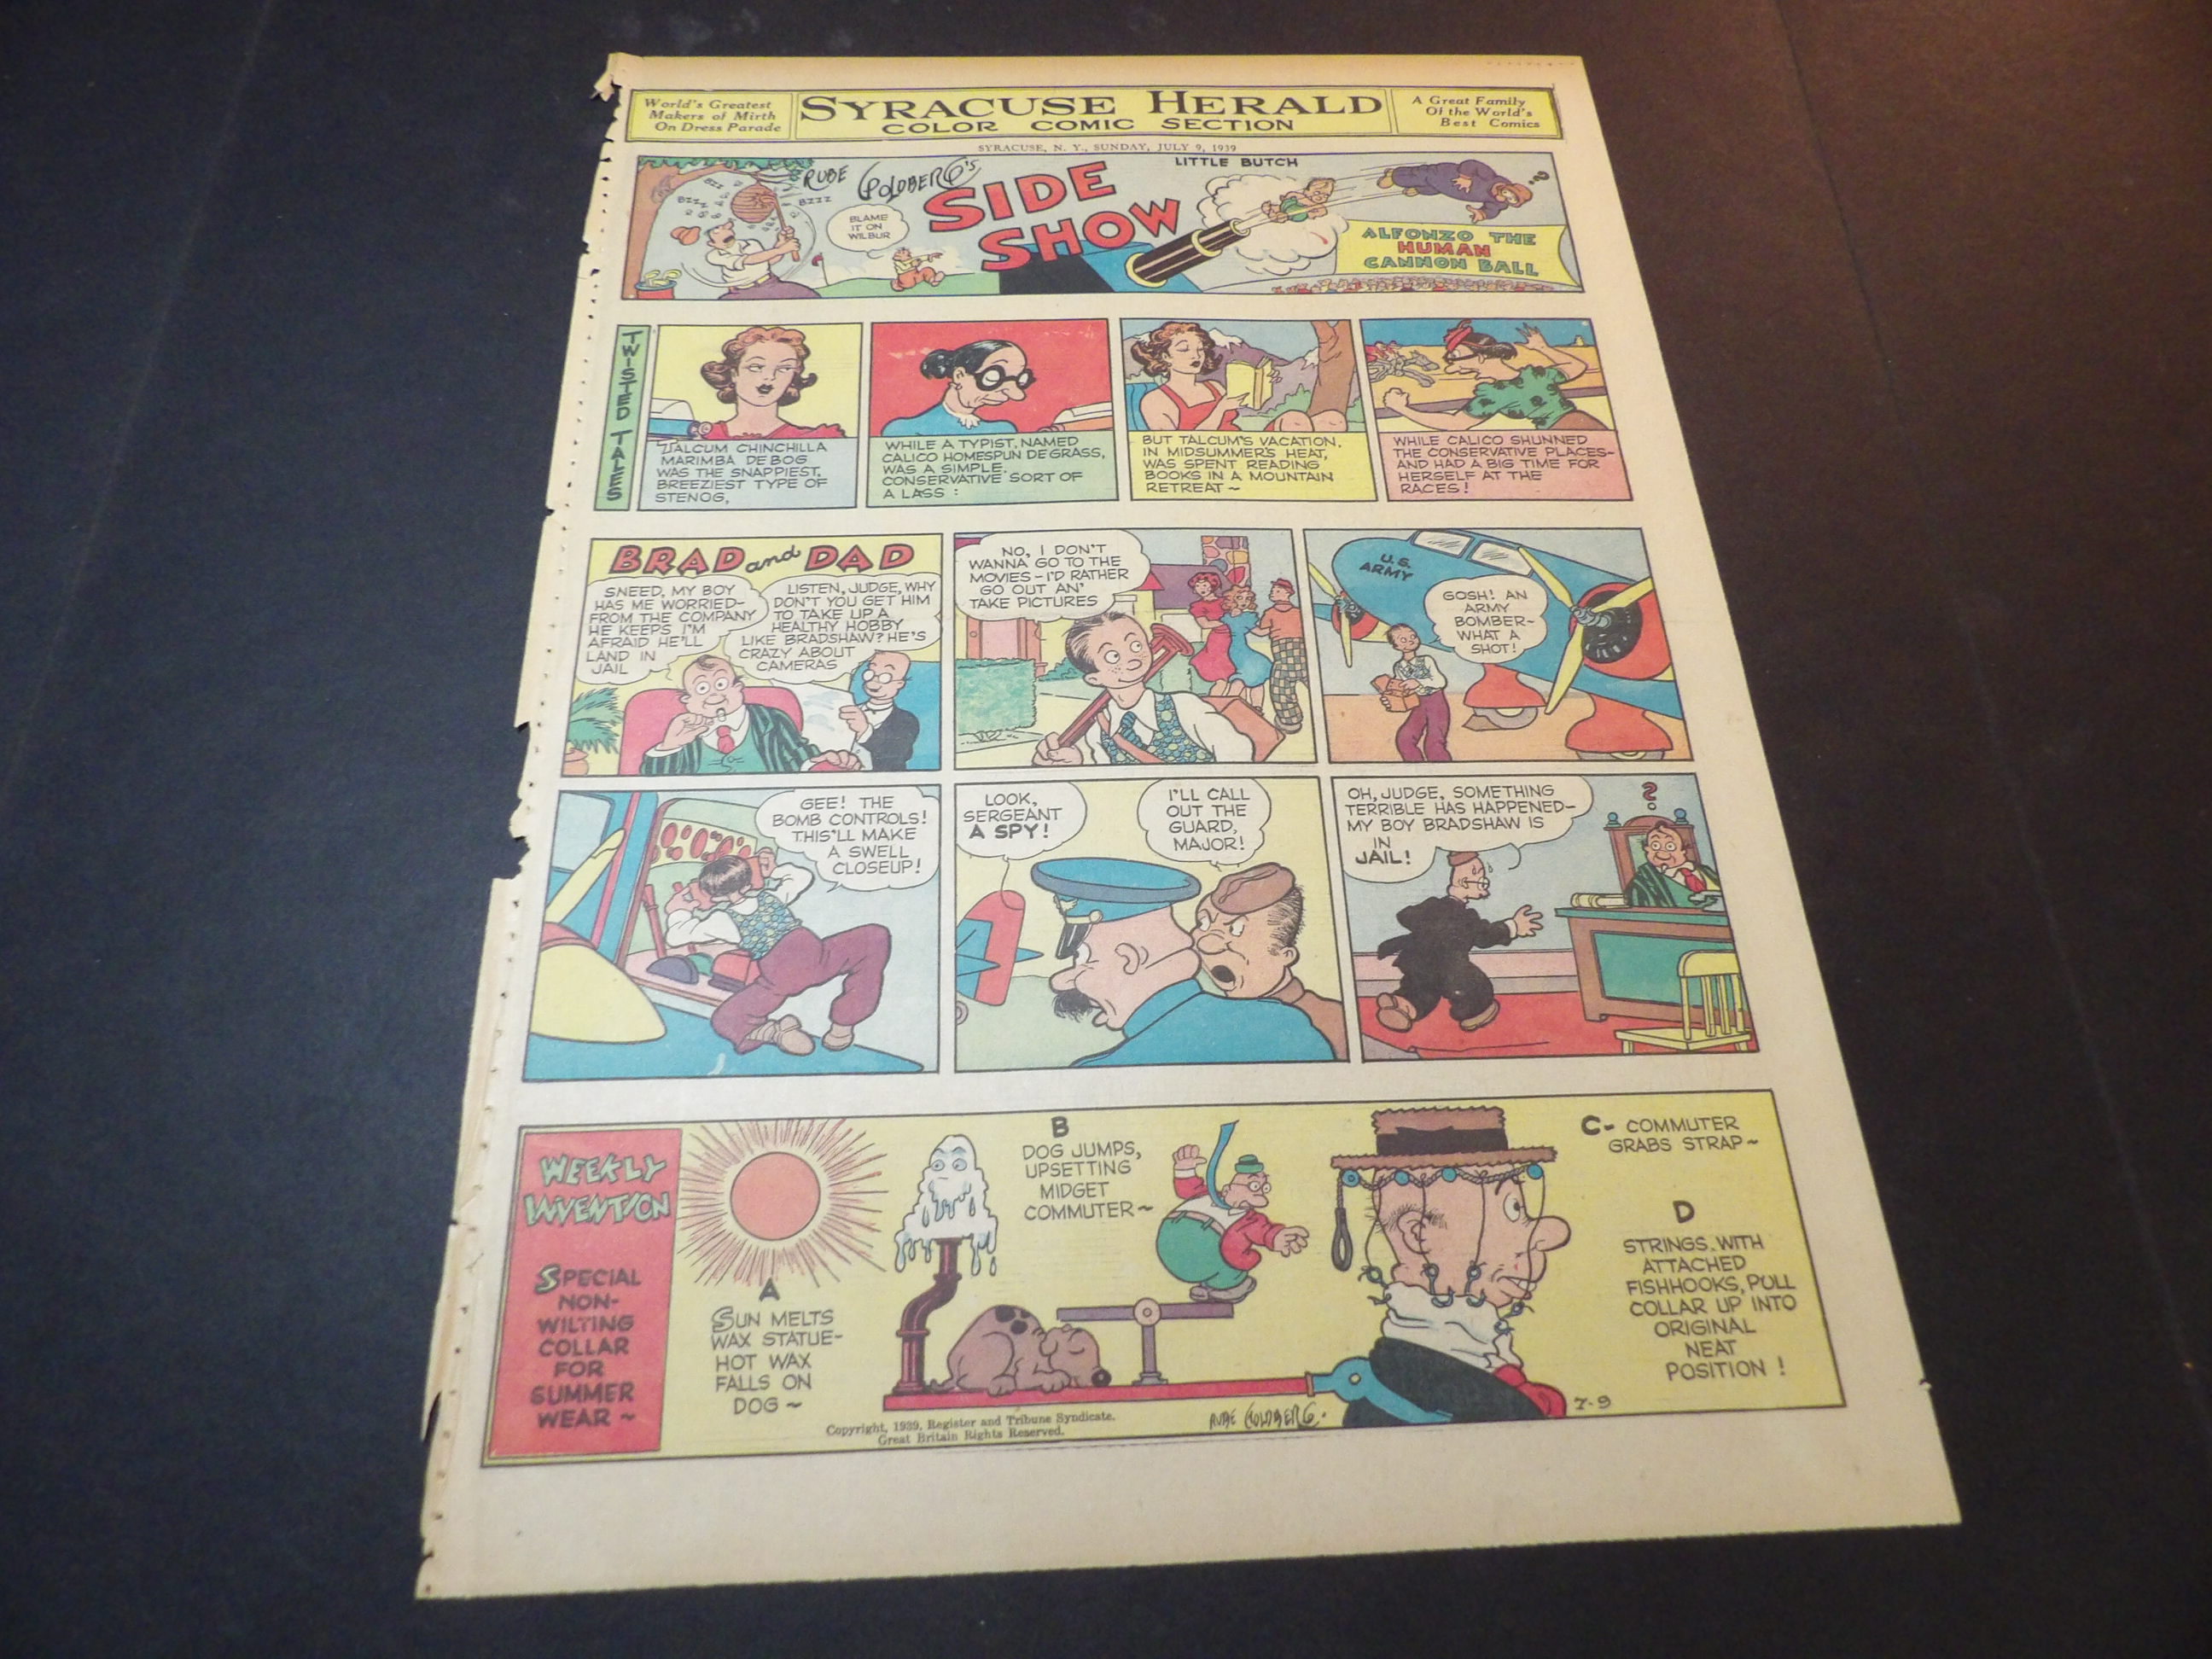 World's Greatest
Makers of Mirth
On Dress Parade
SYRACUSE HERALD
COLOR COMIC SECTION
A Great Family
Of the World's
Best Comics
SYRACUSE, N. Y., SUNDAY, JULY 9, 1939
RUBE GOLDBERG'S
SIDE
SHOW
BZZ
BZZZ
BZZZ
BLAME
IT ON
WILBUR
LITTLE BUTCH
ALFONZO THE
HUMAN
CANNON BALL
TWISTED TALES
TALCUM CHINCHILLA
MARIMBA DE BOG
WAS THE SNAPPIEST,
BREEZIEST TYPE OF
STENOG,
WHILE A TYPIST, NAMED
CALICO HOMESPUN DE GRASS,
WAS A SIMPLE,
CONSERVATIVE SORT OF
A LASS :
BUT TALCUM'S VACATION,
IN MIDSUMMER'S HEAT,
WAS SPENT READING
BOOKS IN A MOUNTAIN
RETREAT ~
WHILE CALICO SHUNNED
THE CONSERVATIVE PLACES~
AND HAD A BIG TIME FOR
HERSELF AT THE
RACES!
BRAD and DAD
SNEED, MY BOY
HAS ME WORRIED-
FROM THE COMPANY
HE KEEPS I'M
AFRAID HE'LL
LAND IN
JAIL
LISTEN, JUDGE, WHY
DON'T YOU GET HIM
TO TAKE UP A
HEALTHY HOBBY
LIKE BRADSHAW? HE'S
CRAZY ABOUT
CAMERAS
NO, I DON'T
WANNA GO TO THE
MOVIES-I'D RATHER
GO OUT AN'
TAKE PICTURES
U.S.
ARMY
GOSH! AN
ARMY
BOMBER-
WHAT A
SHOT!
GEE! THE
BOMB CONTROLS!
THIS'LL MAKE
A SWELL
CLOSEUP!
LOOK,
SERGEANT
A SPY!
I'LL CALL
OUT THE
GUARD,
MAJOR!
OH, JUDGE, SOMETHING
TERRIBLE HAS HAPPENED-
MY BOY BRADSHAW IS
IN
JAIL!
?
WEEKLY
INVENTION
SPECIAL
NON-
WILTING
COLLAR
FOR
SUMMER
WEAR ~
A
SUN MELTS
WAX STATUE-
HOT WAX
FALLS ON
DOG ~
B
DOG JUMPS,
UPSETTING
MIDGET
COMMUTER ~
C- COMMUTER
GRABS STRAP ~
D
STRINGS, WITH
ATTACHED
FISHHOOKS, PULL
COLLAR UP INTO
ORIGINAL
NEAT
POSITION !
7-9
Copyright, 1939, Register and Tribune Syndicate.
Great Britain Rights Reserved.
RUBE GOLDBERG.